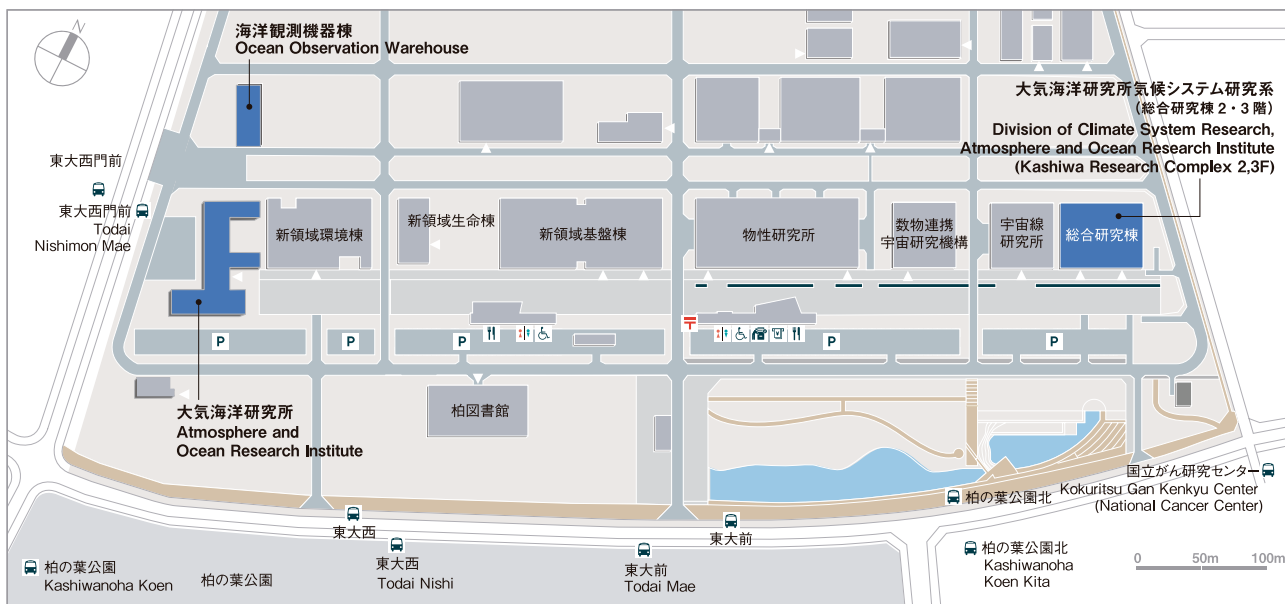 N
海洋観測機器棟
Ocean Observation Warehouse
大気海洋研究所気候システム研究系
(総合研究棟 2・3 階)
Division of Climate System Research,
Atmosphere and Ocean Research Institute
(Kashiwa Research Complex 2,3F)
東大西門前
東大西門前
Todai
Nishimon Mae
新領域環境棟
新領域生命棟
新領域基盤棟
物性研究所
数物連携
宇宙研究機構
宇宙線
研究所
総合研究棟
〒
P
P
P
P
P
大気海洋研究所
Atmosphere and
Ocean Research Institute
柏図書館
国立がん研究センター
Kokuritsu Gan Kenkyu Center
(National Cancer Center)
柏の葉公園北
東大西
東大前
東大西
Todai Nishi
東大前
Todai Mae
柏の葉公園北
Kashiwanoha
Koen Kita
柏の葉公園
Kashiwanoha Koen
柏の葉公園
0 50m 100m